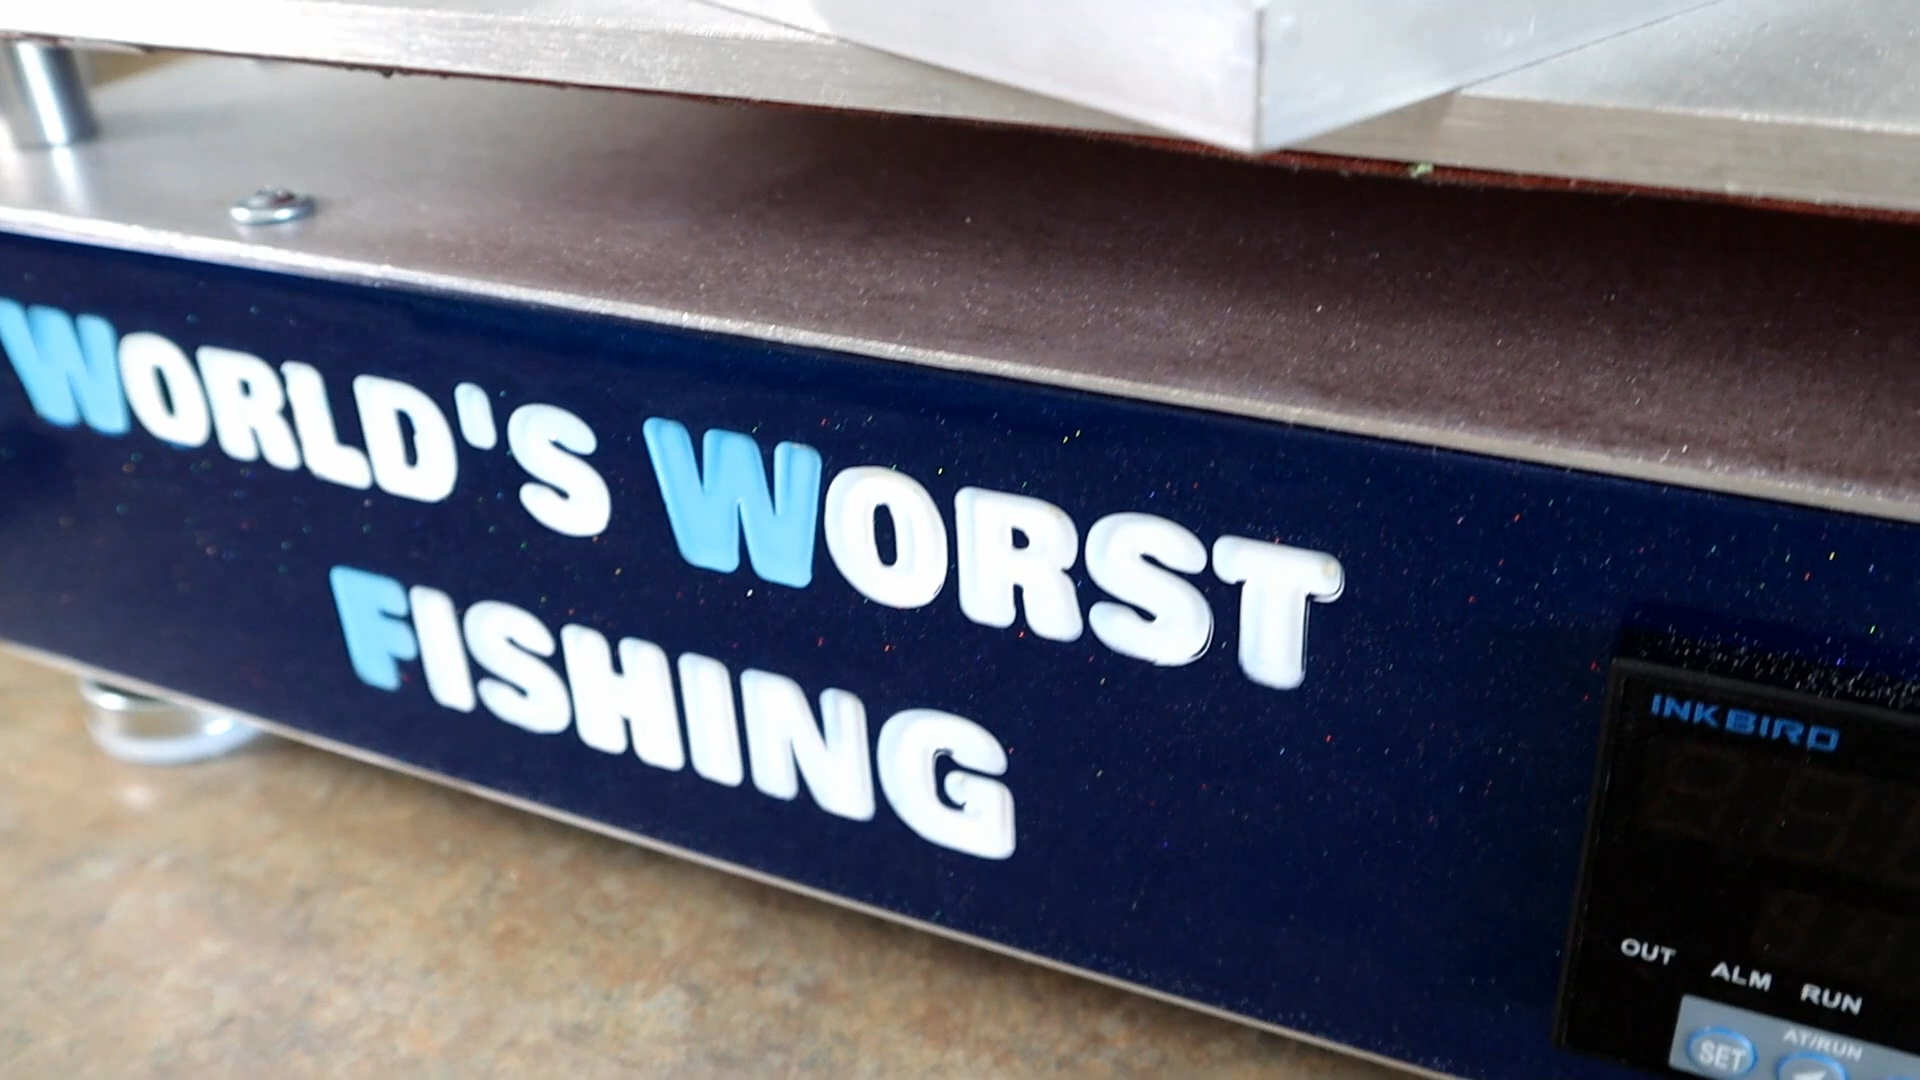 WORLD'S WORST
FISHING
INKBIRD
OUT ALM RUN
AT/RUN
SET